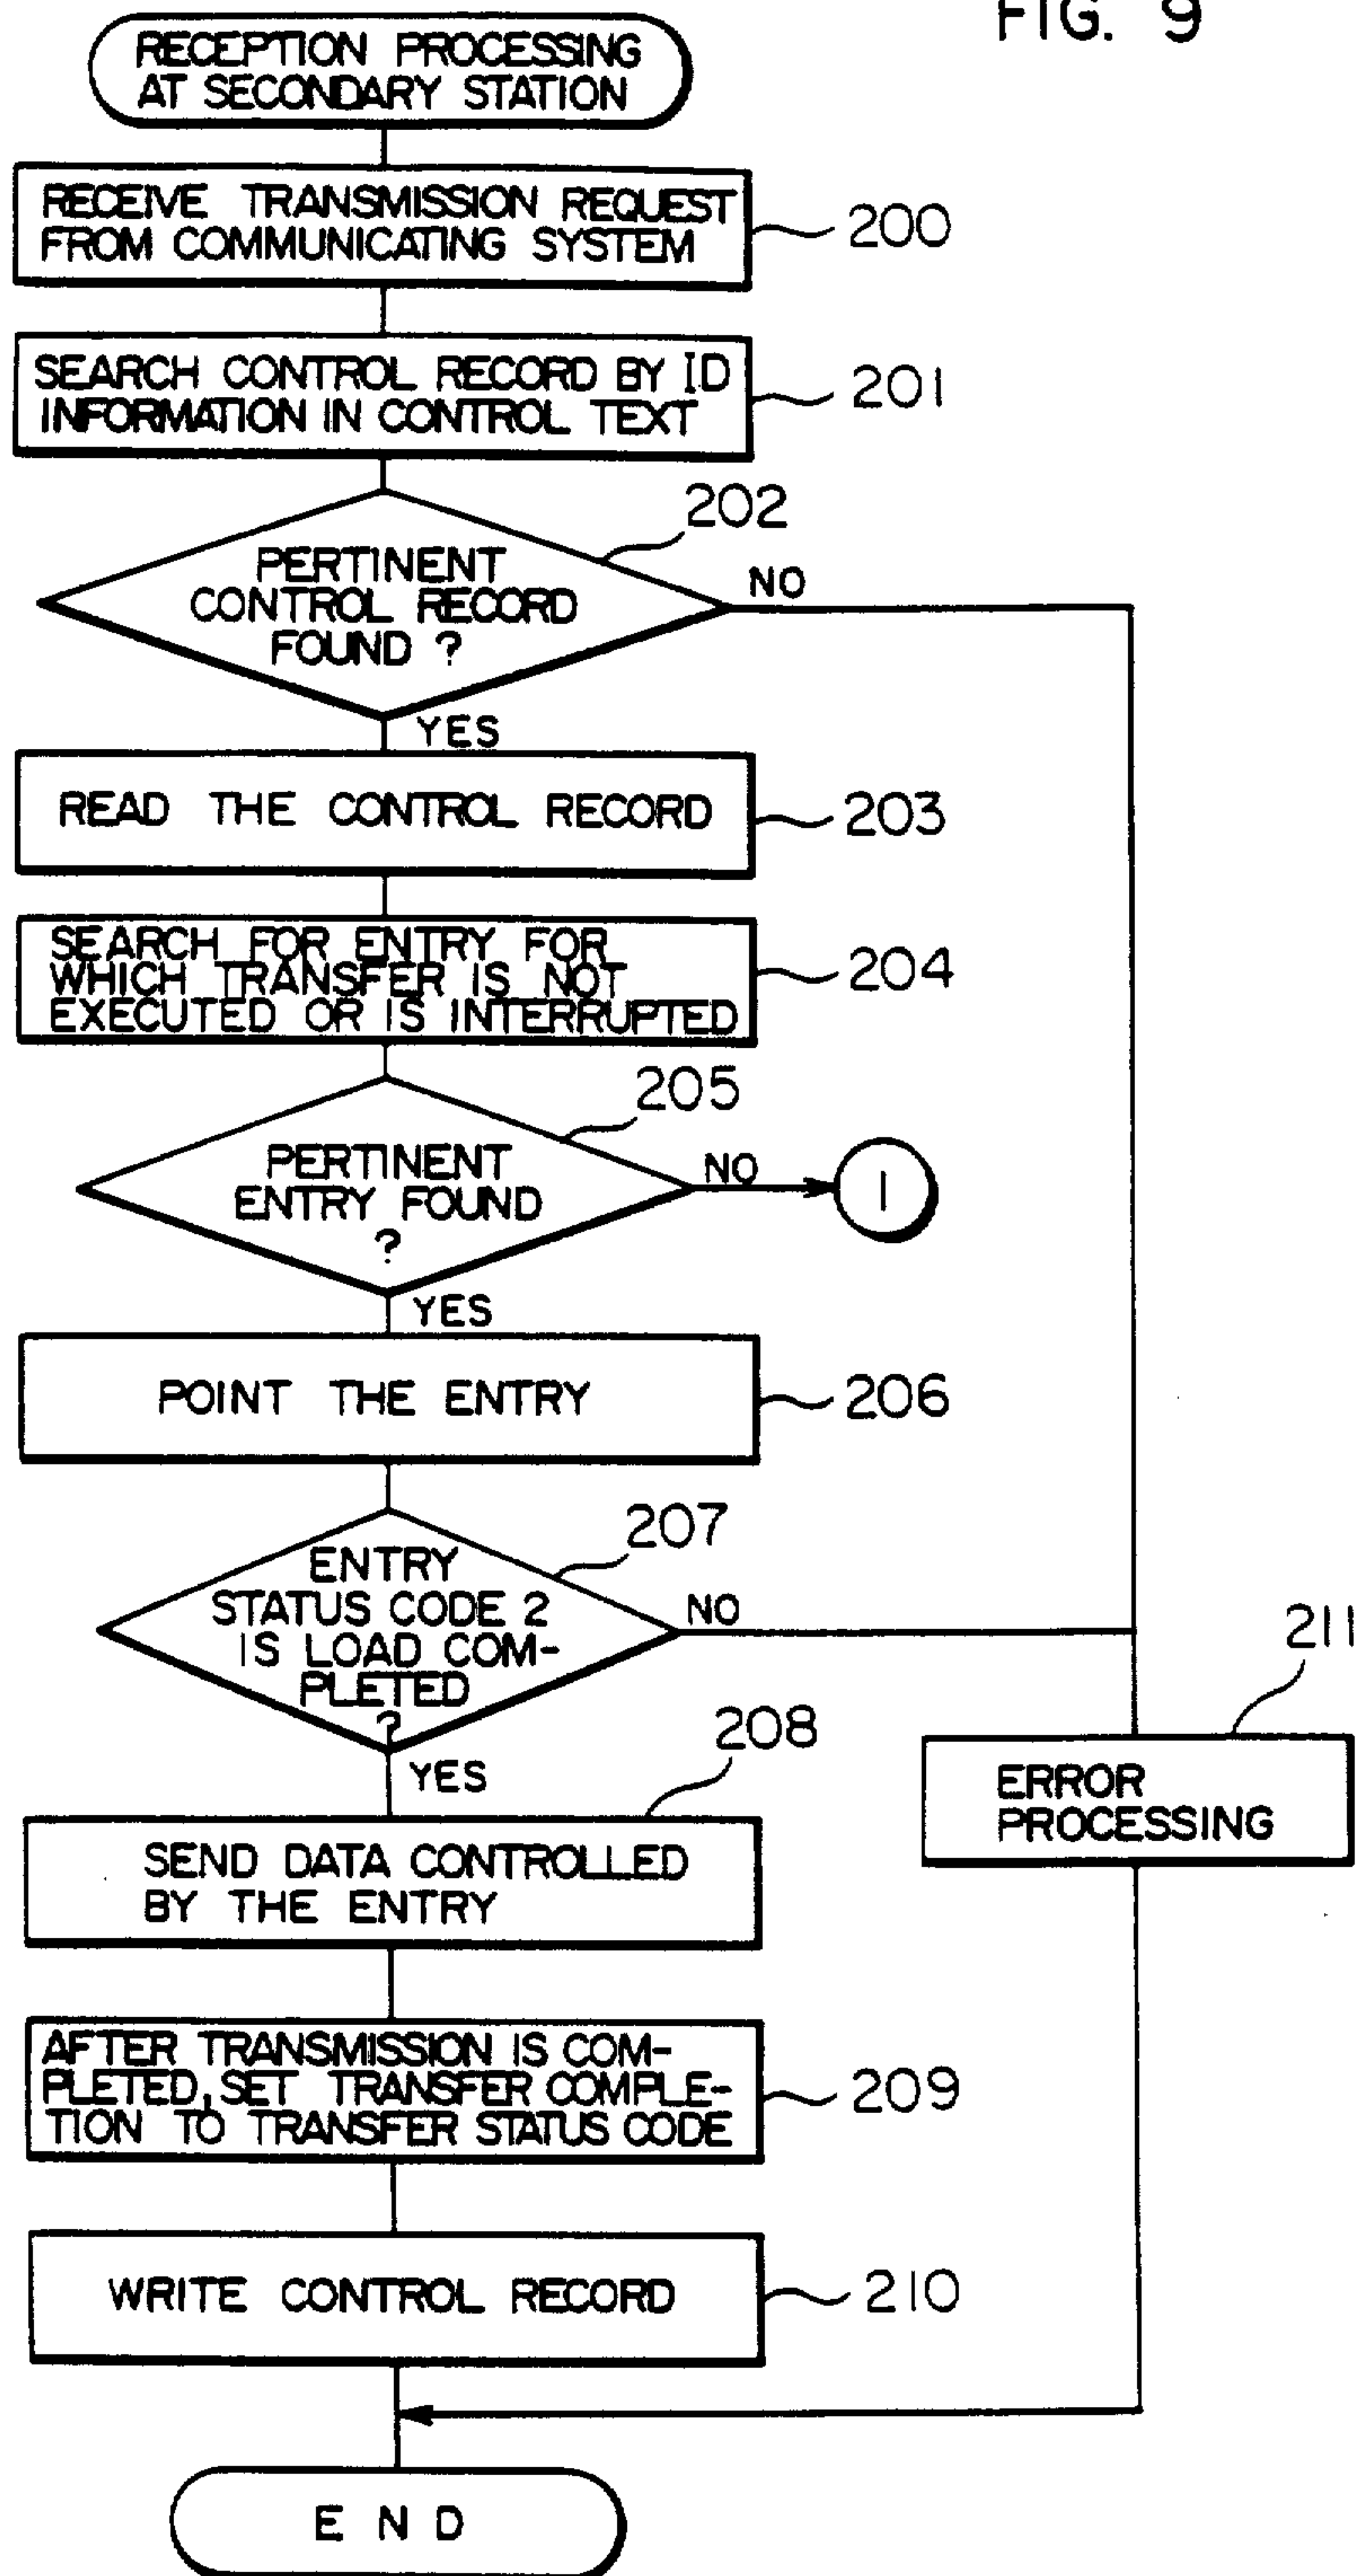 FIG. 9
RECEPTION PROCESSING
AT SECONDARY STATION
RECEIVE TRANSMISSION REQUEST
FROM COMMUNICATING SYSTEM
200
SEARCH CONTROL RECORD BY ID
INFORMATION IN CONTROL TEXT
201
202
PERTINENT
CONTROL RECORD
FOUND ?
NO
YES
READ THE CONTROL RECORD
203
SEARCH FOR ENTRY FOR
WHICH TRANSFER IS NOT
EXECUTED OR IS INTERRUPTED
204
205
PERTINENT
ENTRY FOUND
?
NO
1
YES
POINT THE ENTRY
206
207
ENTRY
STATUS CODE 2
IS LOAD COM-
PLETED
?
NO
YES
208
SEND DATA CONTROLLED
BY THE ENTRY
211
ERROR
PROCESSING
AFTER TRANSMISSION IS COM-
PLETED, SET TRANSFER COMPLE-
TION TO TRANSFER STATUS CODE
209
WRITE CONTROL RECORD
210
END